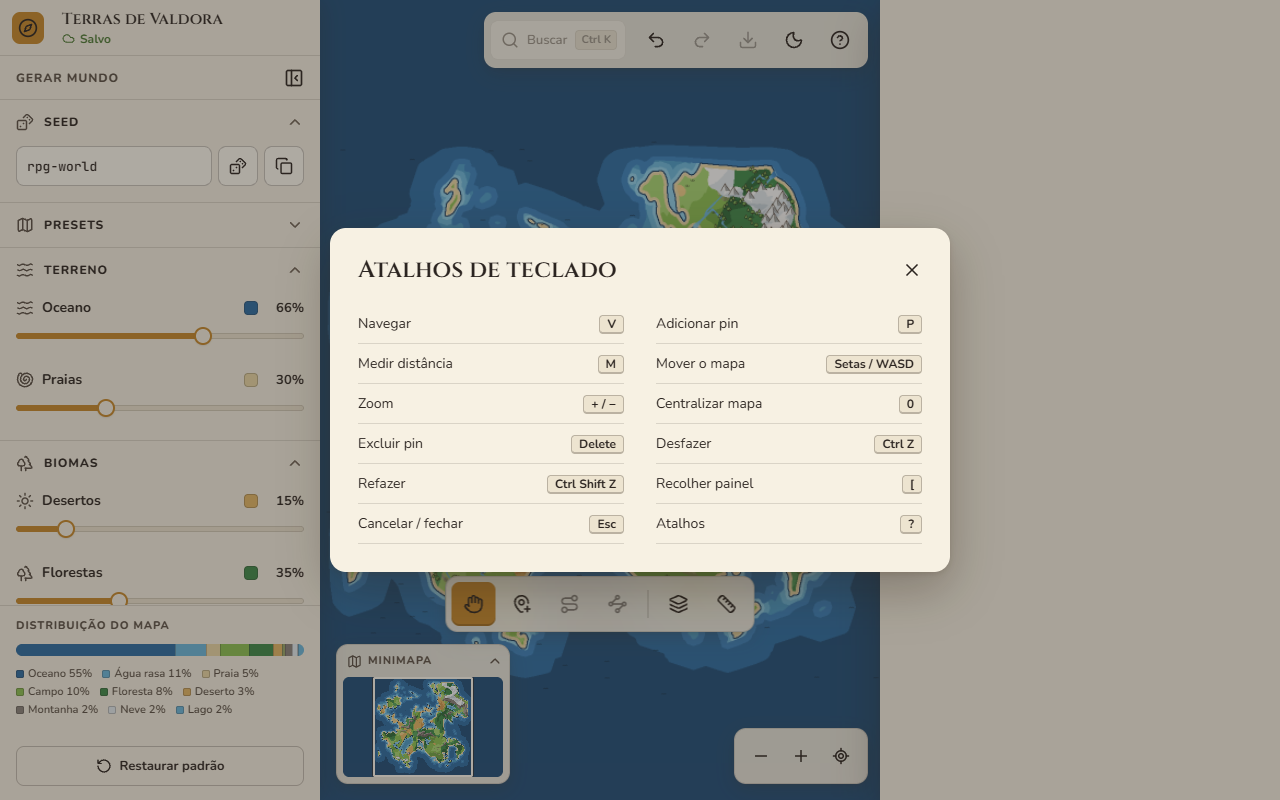 Terras de Valdora
Salvo
GERAR MUNDO
SEED
rpg-world
PRESETS
TERRENO
Oceano 66%
Praias 30%
BIOMAS
Desertos 15%
Florestas 35%
DISTRIBUIÇÃO DO MAPA
Oceano 55% Água rasa 11% Praia 5%
Campo 10% Floresta 8% Deserto 3%
Montanha 2% Neve 2% Lago 2%
Restaurar padrão
Buscar Ctrl K
Atalhos de teclado
Navegar V
Adicionar pin P
Medir distância M
Mover o mapa Setas / WASD
Zoom + / −
Centralizar mapa 0
Excluir pin Delete
Desfazer Ctrl Z
Refazer Ctrl Shift Z
Recolher painel [
Cancelar / fechar Esc
Atalhos ?
MINIMAPA